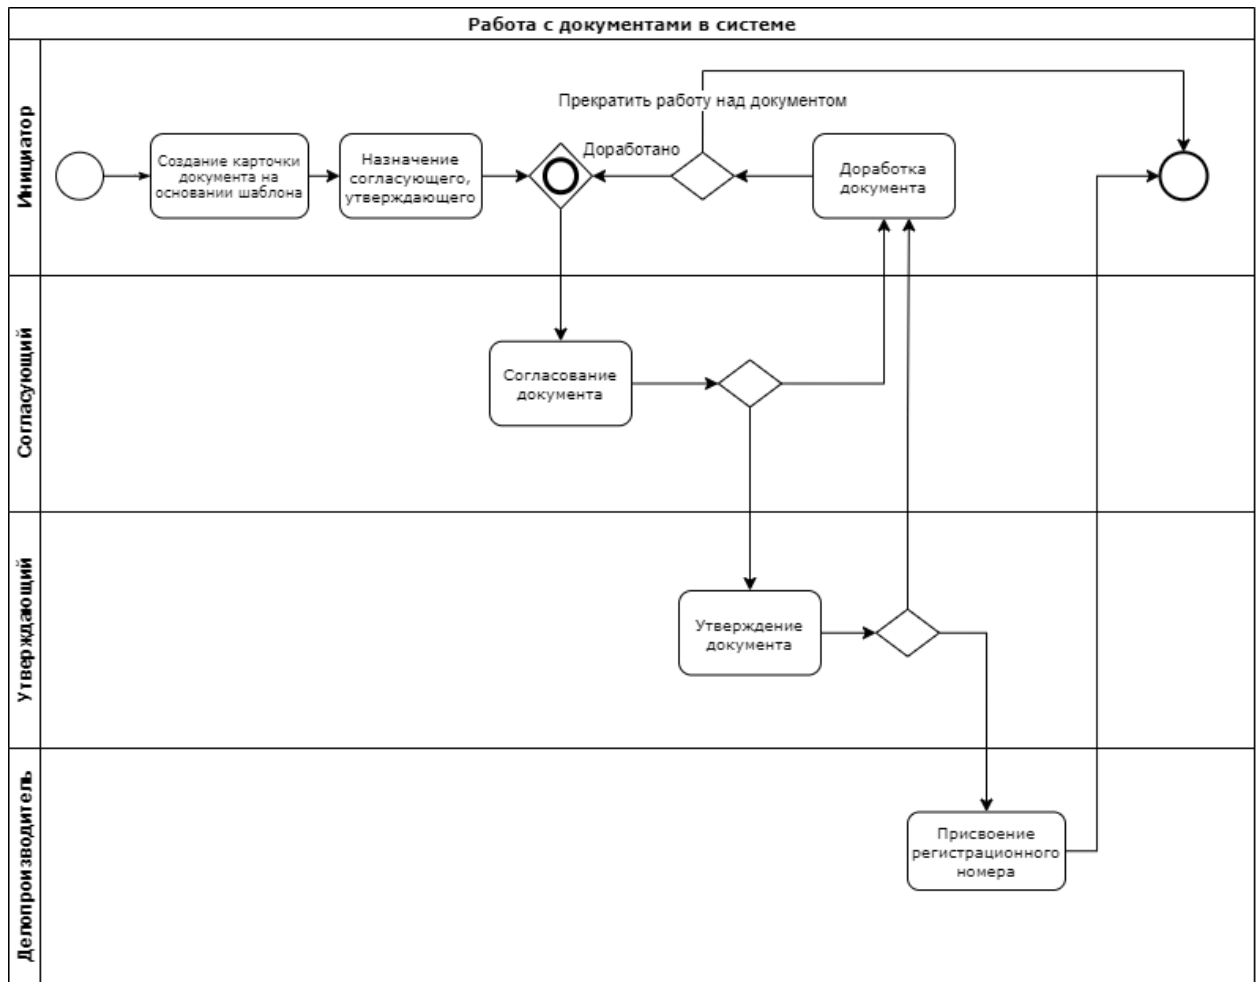 Работа с документами в системе
Инициатор
Создание карточки
документа на
основании шаблона
Назначение
согласующего,
утверждающего
Прекратить работу над документом
Доработано
Доработка
документа
Согласующий
Согласование
документа
Утверждающий
Утверждение
документа
Делопроизводитель
Присвоение
регистрационного
номера